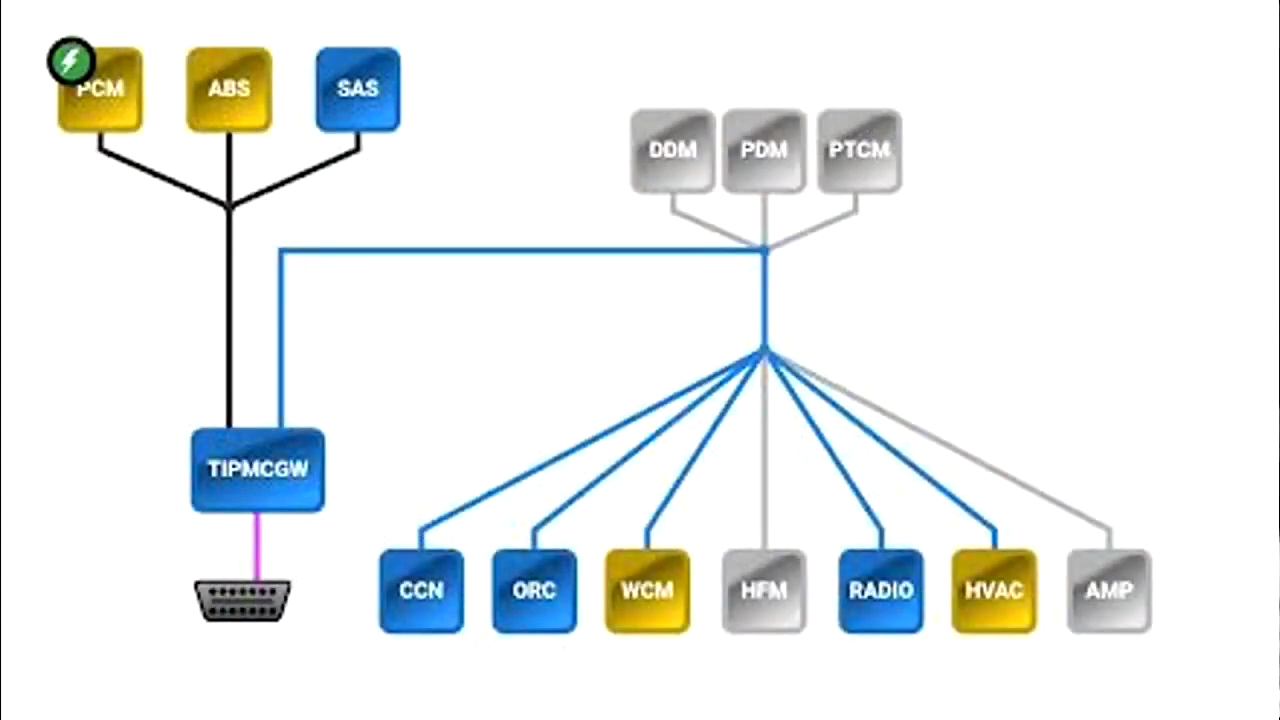 PCM
ABS
SAS
DDM
PDM
PTCM
TIPMCGW
CCN
ORC
WCM
HFM
RADIO
HVAC
AMP